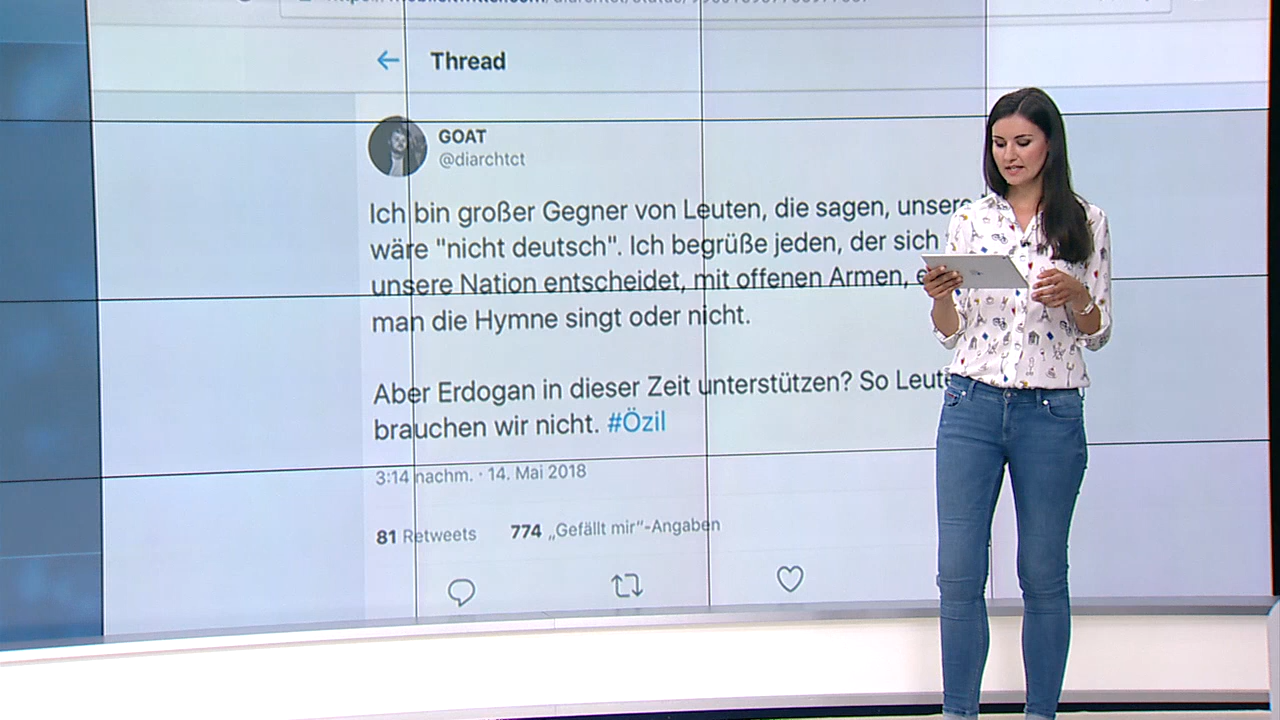 Thread
GOAT
@diarchtct
Ich bin großer Gegner von Leuten, die sagen, unsere
wäre "nicht deutsch". Ich begrüße jeden, der sich
unsere Nation entscheidet, mit offenen Armen,
man die Hymne singt oder nicht.
Aber Erdogan in dieser Zeit unterstützen? So Leute
brauchen wir nicht. #Özil
3:14 nachm. · 14. Mai 2018
81 Retweets 774 „Gefällt mir“-Angaben